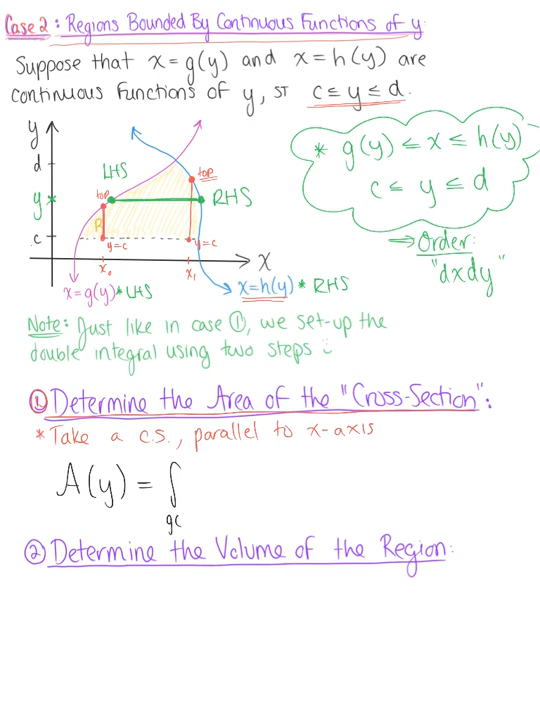 Case 2: Regions Bounded By Continuous Functions of y
Suppose that x = g(y) and x = h(y) are
continuous functions of y, ST c ≤ y ≤ d.
y
d
LHS
top
* g(y) ≤ x ≤ h(y)
c ≤ y ≤ d
y
top
RHS
R
c
y=c
y=c
⇒ Order:
"dxdy"
x
x₀
x₁
x=g(y)*LHS
x=h(y) * RHS
Note: Just like in case ①, we set-up the
double integral using two steps :
① Determine the Area of the "Cross-Section":
*Take a c.s., parallel to x-axis
A(y) = ∫
g(
② Determine the Volume of the Region: